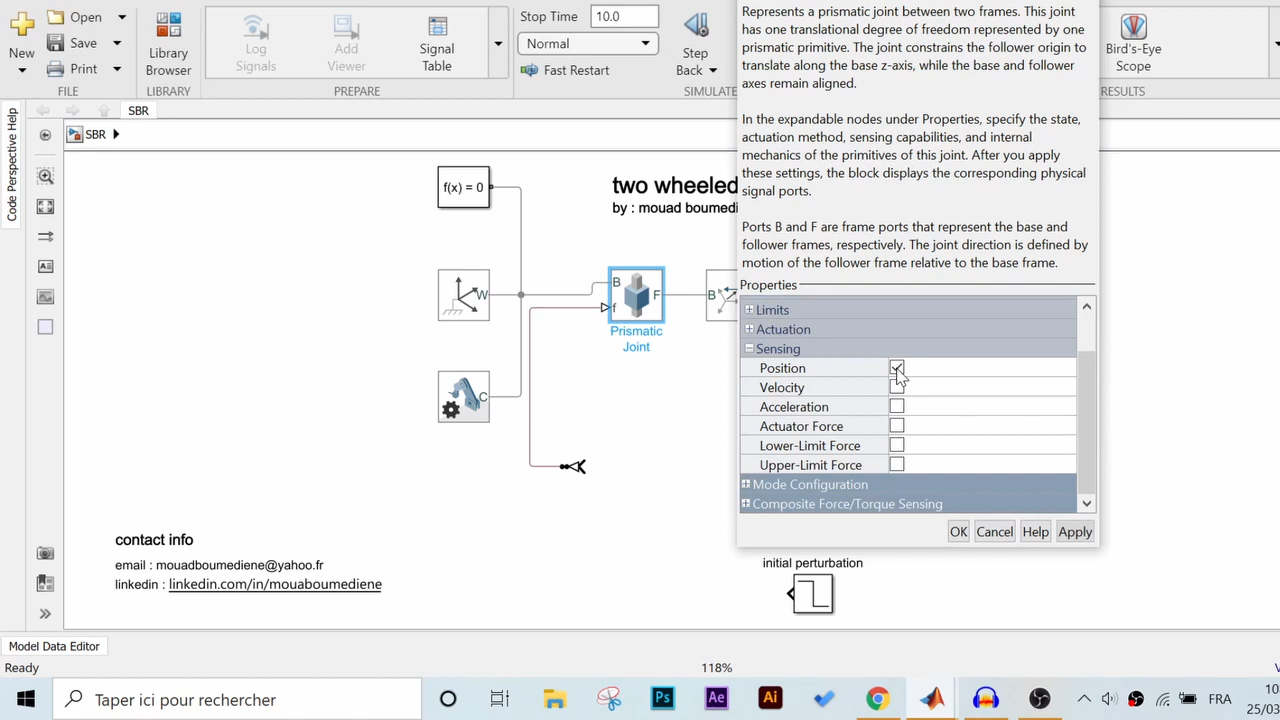 New
Open
Save
Print
FILE
Library
Browser
LIBRARY
Log
Signals
Add
Viewer
Signal
Table
PREPARE
Stop Time
10.0
Normal
Fast Restart
Step
Back
SIMULATE
Bird's-Eye
Scope
RESULTS
Represents a prismatic joint between two frames. This joint
has one translational degree of freedom represented by one
prismatic primitive. The joint constrains the follower origin to
translate along the base z-axis, while the base and follower
axes remain aligned.
In the expandable nodes under Properties, specify the state,
actuation method, sensing capabilities, and internal
mechanics of the primitives of this joint. After you apply
these settings, the block displays the corresponding physical
signal ports.
Ports B and F are frame ports that represent the base and
follower frames, respectively. The joint direction is defined by
motion of the follower frame relative to the base frame.
Properties
Limits
Actuation
Sensing
Position
Velocity
Acceleration
Actuator Force
Lower-Limit Force
Upper-Limit Force
Mode Configuration
Composite Force/Torque Sensing
OK
Cancel
Help
Apply
Code Perspective Help
SBR
SBR
f(x) = 0
two wheeled
by : mouad boumedi
W
C
B
f
F
B
Prismatic
Joint
contact info
email : mouadboumediene@yahoo.fr
linkedin : linkedin.com/in/mouaboumediene
initial perturbation
Model Data Editor
Ready
118%
Taper ici pour rechercher
Ps
Ae
Ai
FRA
10
25/03